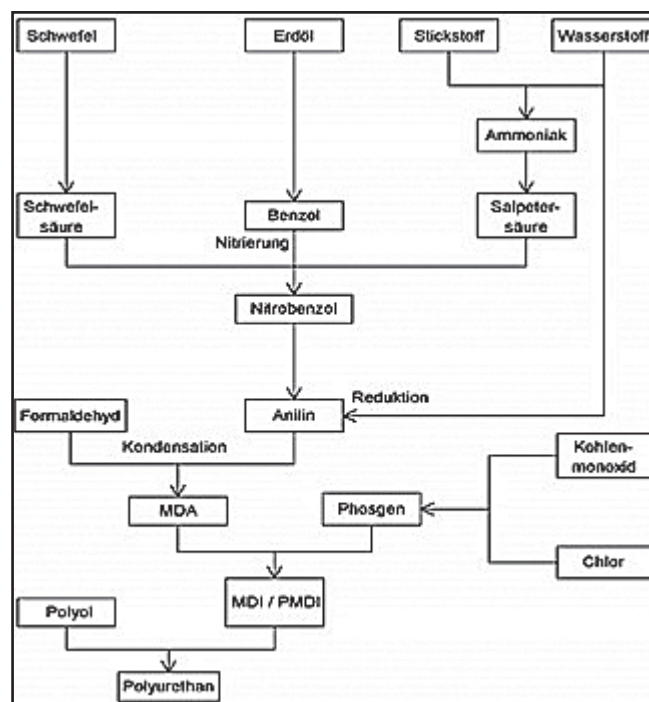 Schwefel
Erdöl
Stickstoff
Wasserstoff
Ammoniak
Schwefel-
säure
Benzol
Salpeter-
säure
Nitrierung
Nitrobenzol
Reduktion
Formaldehyd
Anilin
Kondensation
Kohlen-
monoxid
MDA
Phosgen
Chlor
MDI / PMDI
Polyol
Polyurethan